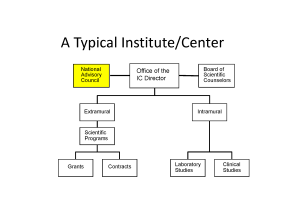 A Typical Institute/Center
National
Advisory
Council
Office of the
IC Director
Board of
Scientific
Counselors
Extramural
Intramural
Scientific
Programs
Grants
Contracts
Laboratory
Studies
Clinical
Studies